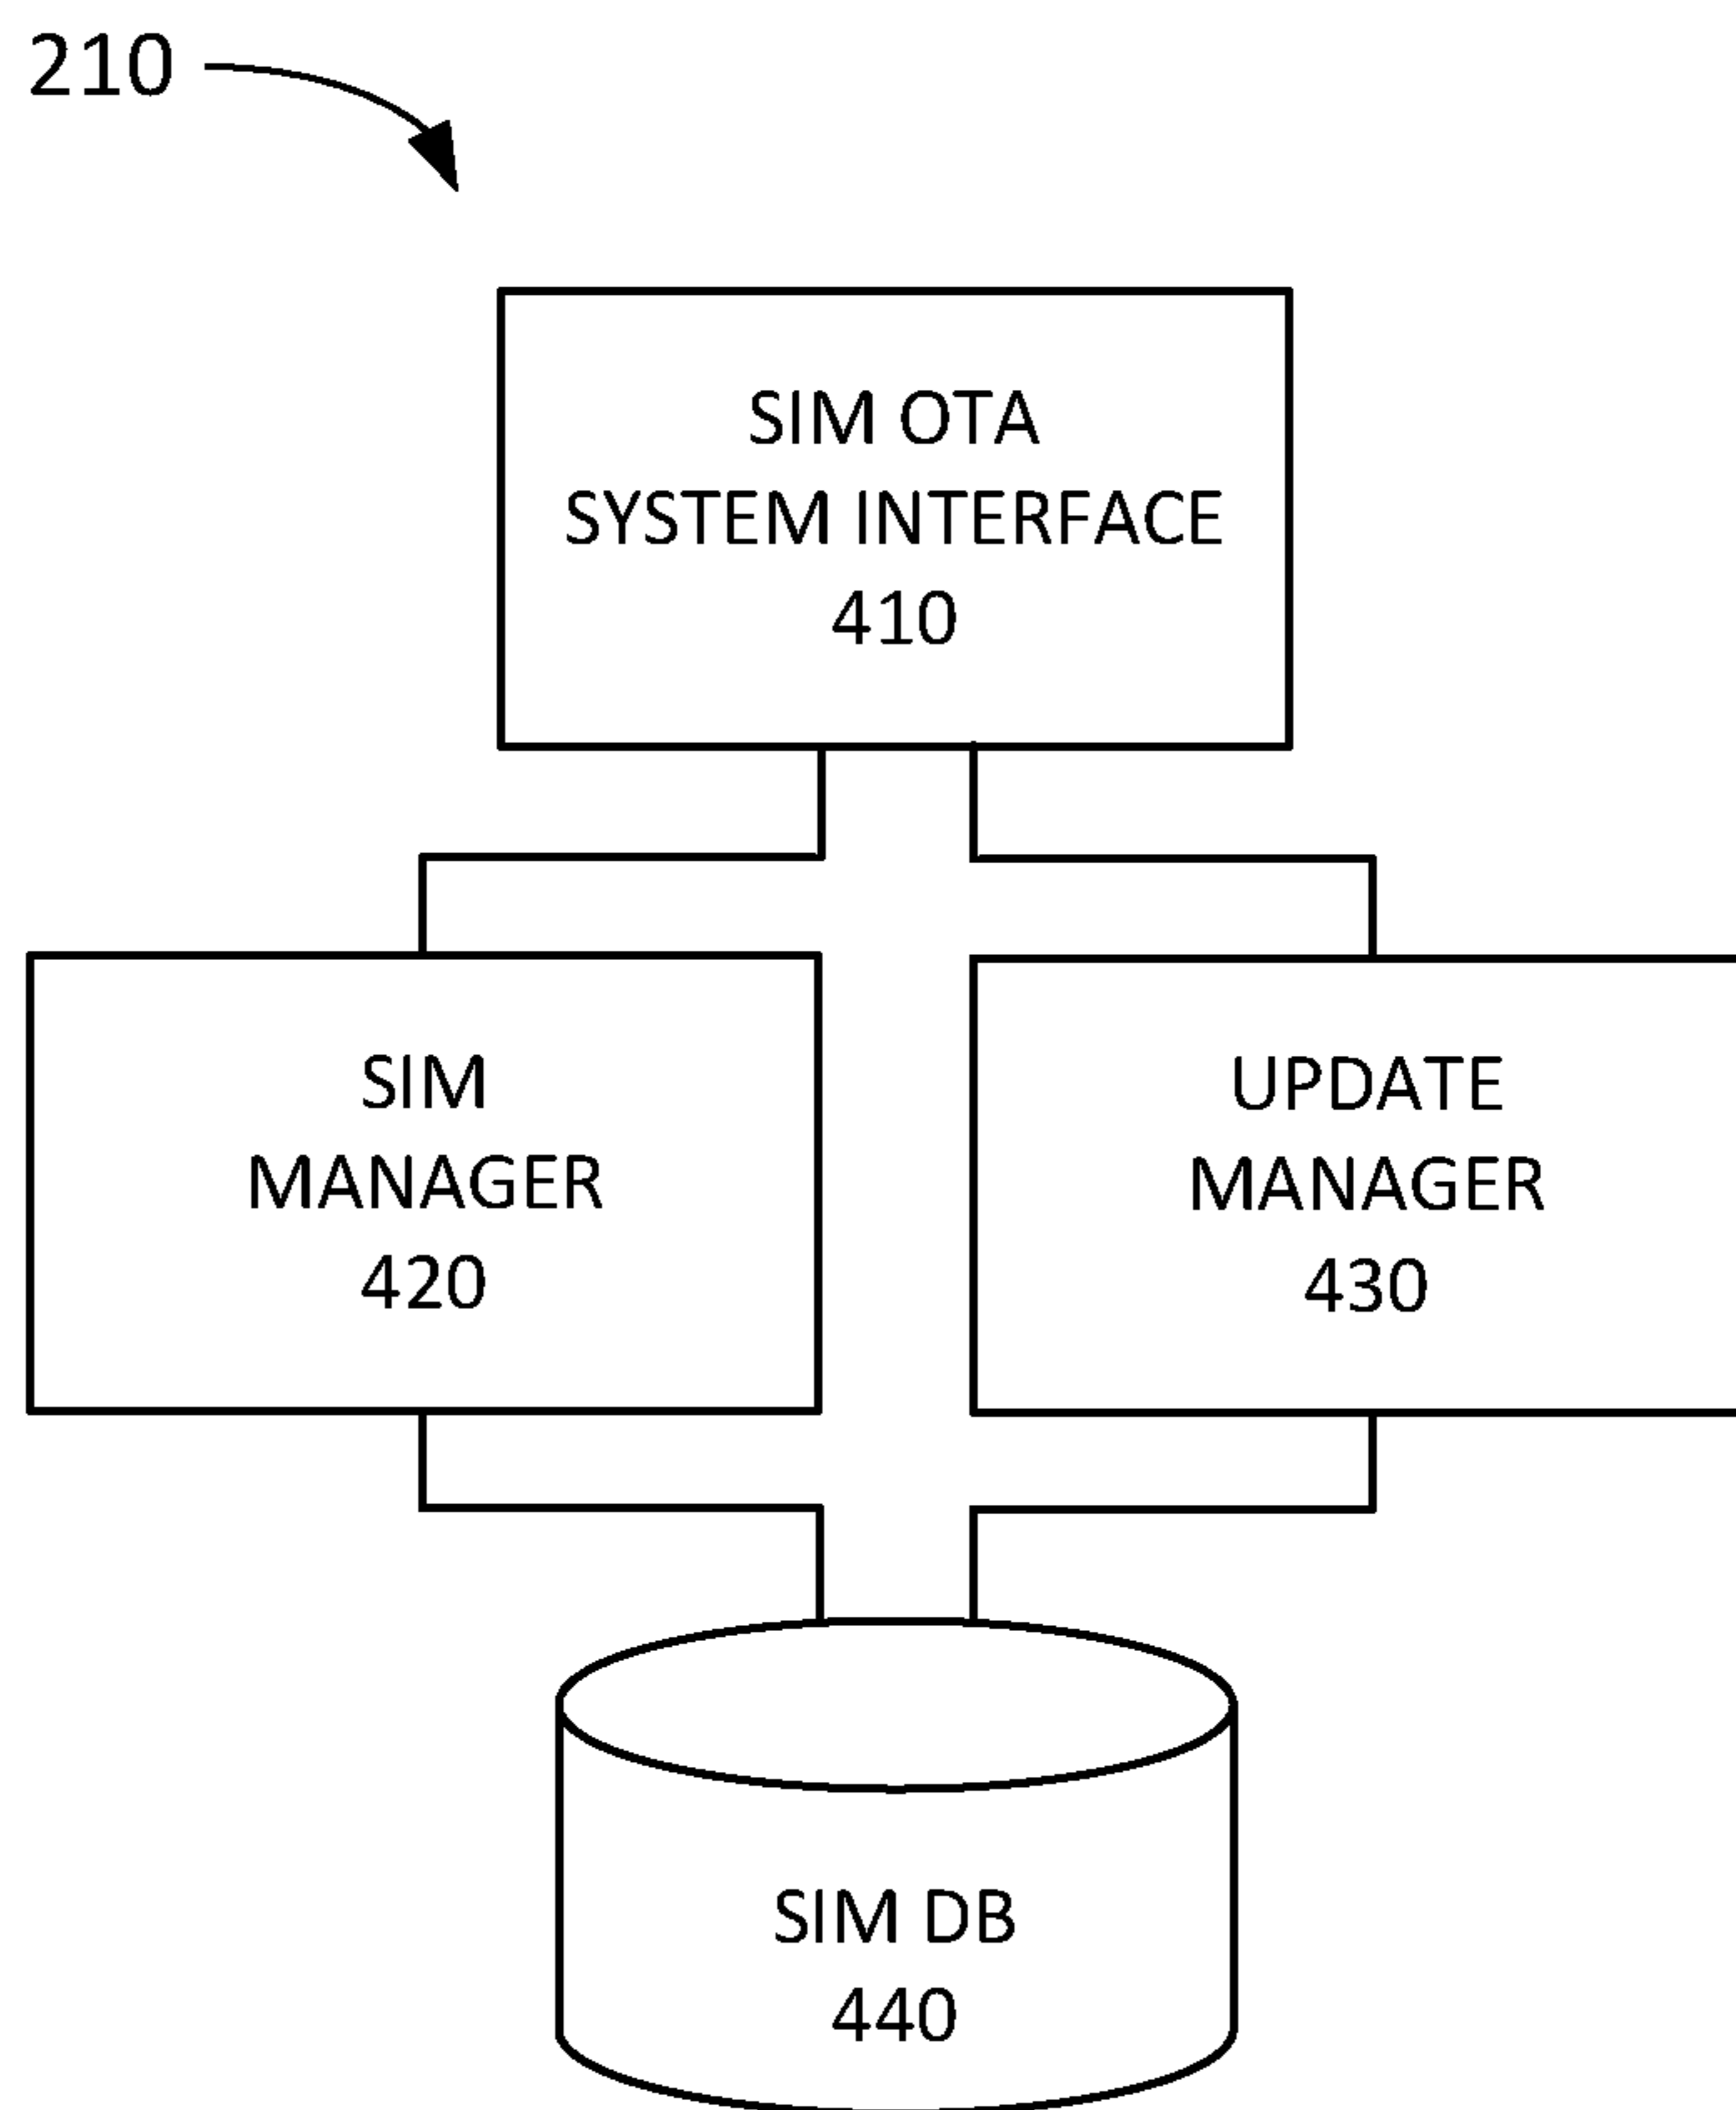 210
SIM OTA
SYSTEM INTERFACE
410
SIM
MANAGER
420
UPDATE
MANAGER
430
SIM DB
440